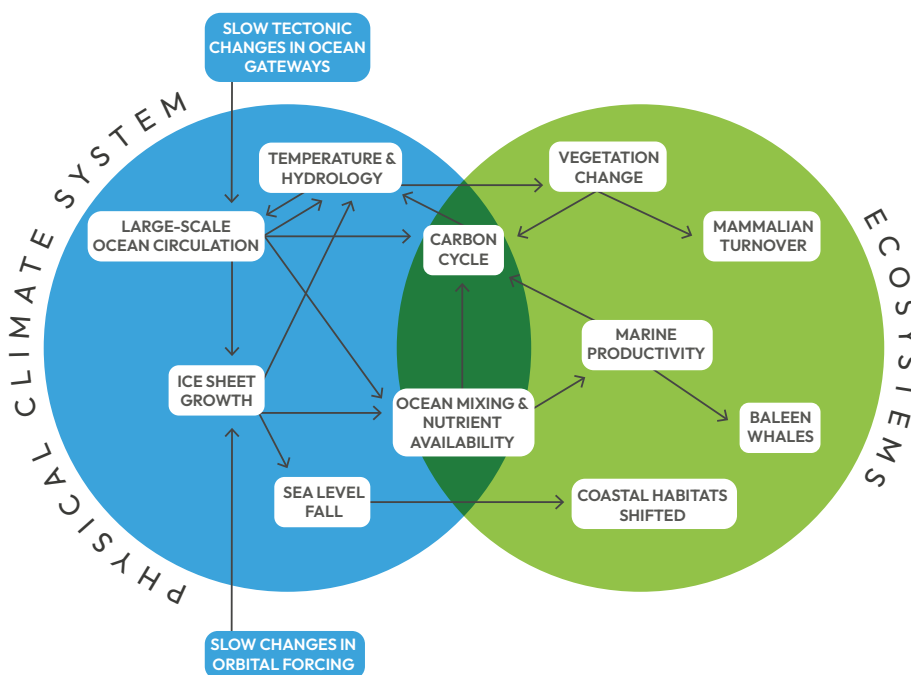 SLOW TECTONIC
CHANGES IN OCEAN
GATEWAYS
PHYSICAL CLIMATE SYSTEM
ECOSYSTEMS
TEMPERATURE &
HYDROLOGY
VEGETATION
CHANGE
LARGE-SCALE
OCEAN CIRCULATION
CARBON
CYCLE
MAMMALIAN
TURNOVER
MARINE
PRODUCTIVITY
ICE SHEET
GROWTH
OCEAN MIXING &
NUTRIENT
AVAILABILITY
BALEEN
WHALES
SEA LEVEL
FALL
COASTAL HABITATS
SHIFTED
SLOW CHANGES IN
ORBITAL FORCING